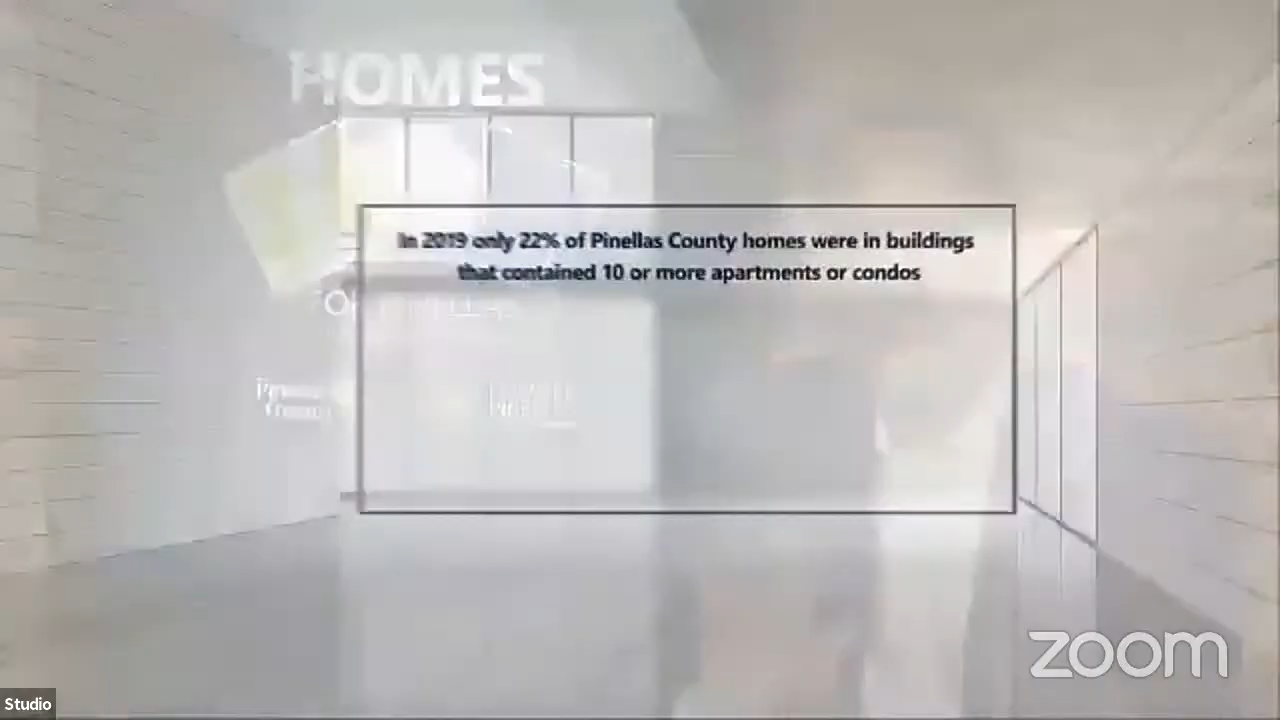 HOMES
In 2019 only 22% of Pinellas County homes were in buildings
that contained 10 or more apartments or condos
zoom
Studio